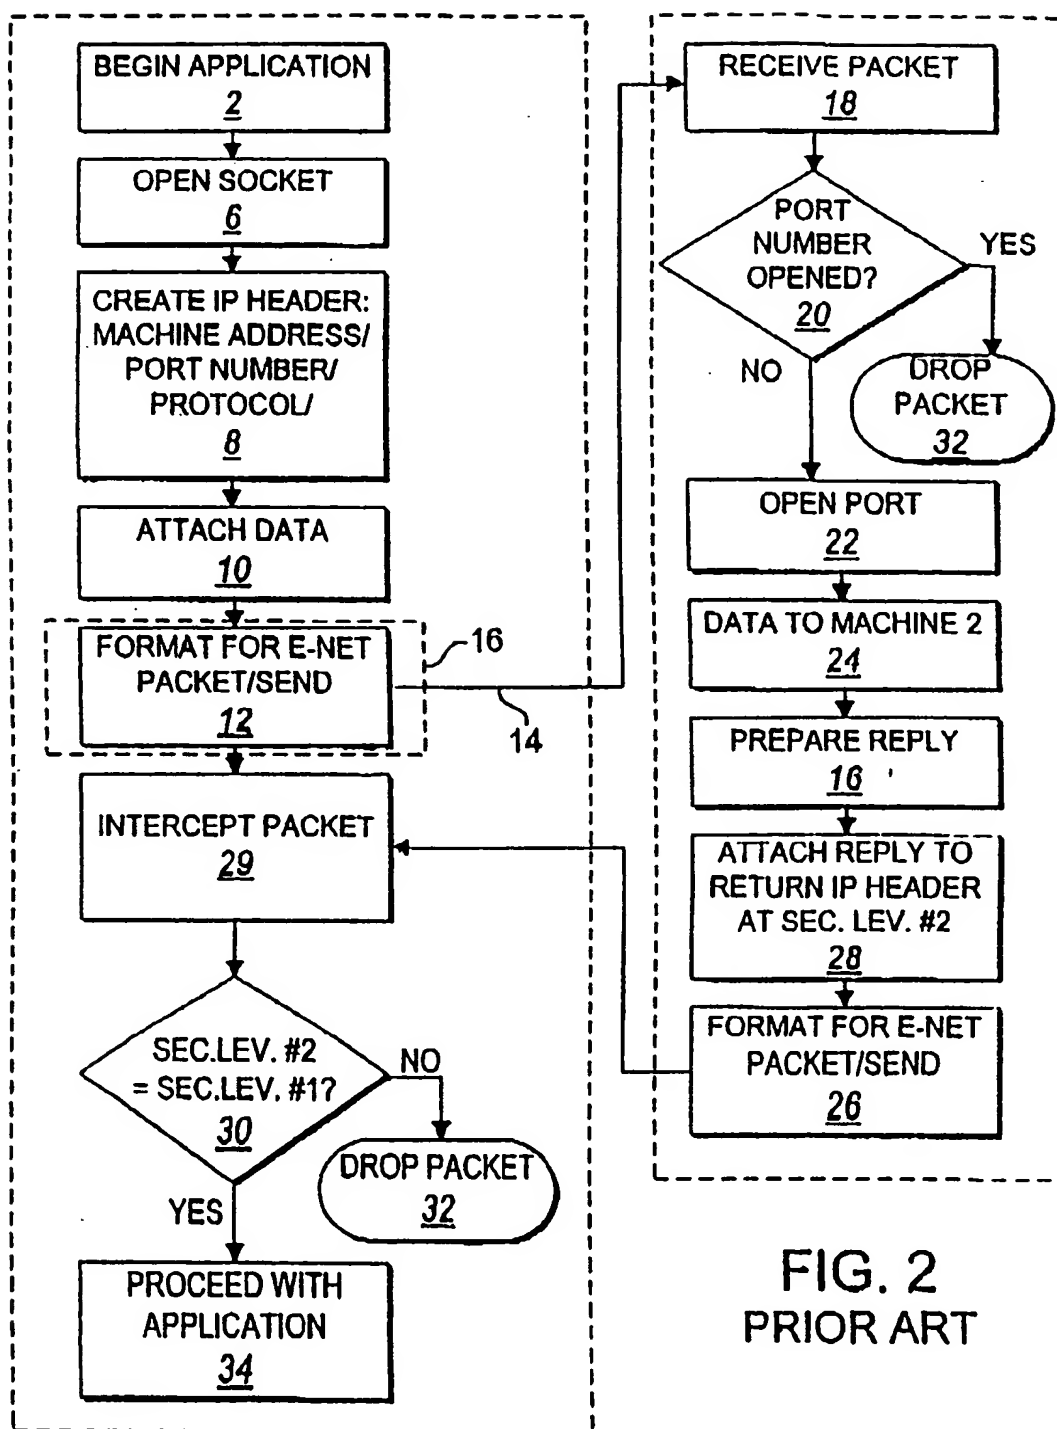 BEGIN APPLICATION
2
OPEN SOCKET
6
CREATE IP HEADER:
MACHINE ADDRESS/
PORT NUMBER/
PROTOCOL/
8
ATTACH DATA
10
FORMAT FOR E-NET
PACKET/SEND
12
16
14
INTERCEPT PACKET
29
SEC.LEV. #2
= SEC.LEV. #1?
30
NO
DROP PACKET
32
YES
PROCEED WITH
APPLICATION
34
RECEIVE PACKET
18
PORT
NUMBER
OPENED?
20
YES
DROP
PACKET
32
NO
OPEN PORT
22
DATA TO MACHINE 2
24
PREPARE REPLY
16
ATTACH REPLY TO
RETURN IP HEADER
AT SEC. LEV. #2
28
FORMAT FOR E-NET
PACKET/SEND
26
FIG. 2
PRIOR ART